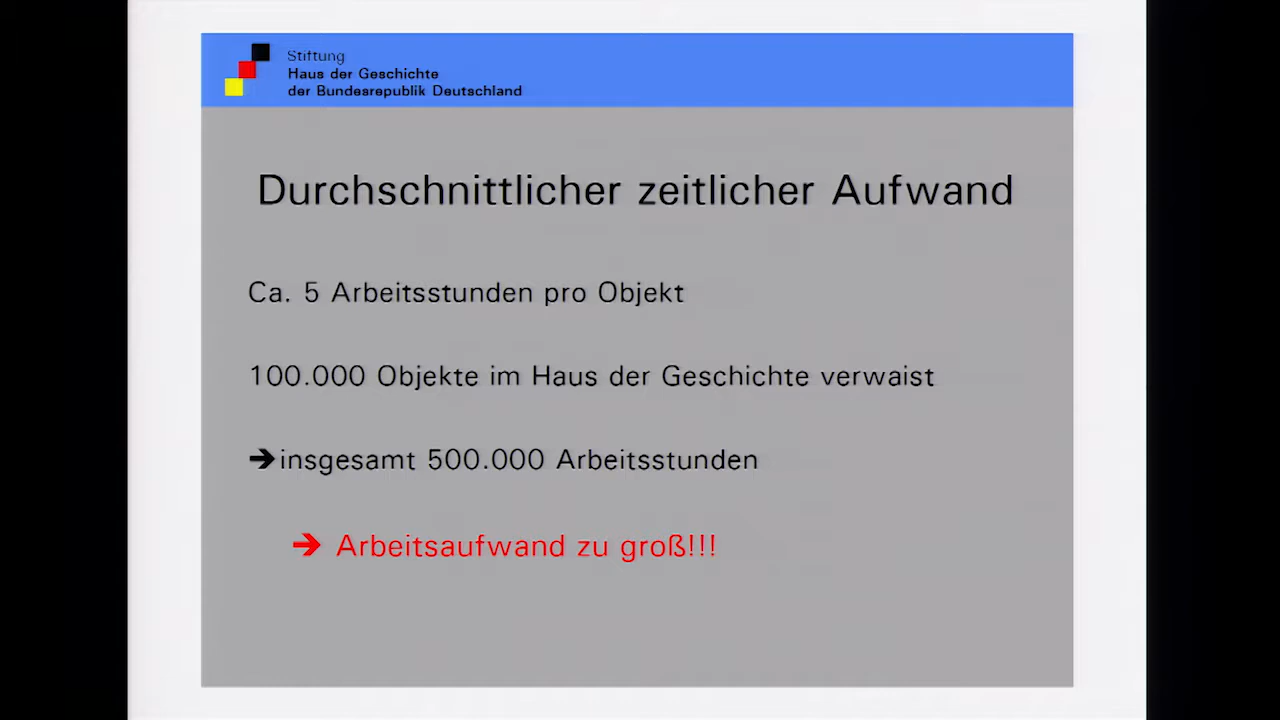 Stiftung
Haus der Geschichte
der Bundesrepublik Deutschland
Durchschnittlicher zeitlicher Aufwand
Ca. 5 Arbeitsstunden pro Objekt
100.000 Objekte im Haus der Geschichte verwaist
➔insgesamt 500.000 Arbeitsstunden
➔ Arbeitsaufwand zu groß!!!